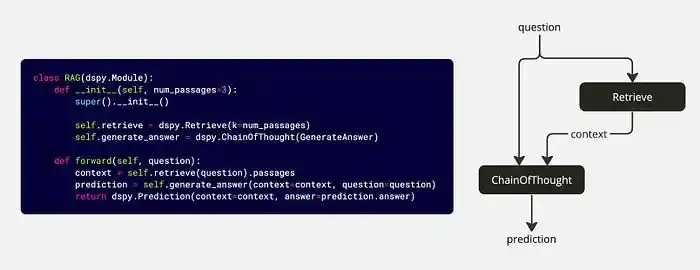 class RAG(dspy.Module):
    def __init__(self, num_passages=3):
        super().__init__()

        self.retrieve = dspy.Retrieve(k=num_passages)
        self.generate_answer = dspy.ChainOfThought(GenerateAnswer)

    def forward(self, question):
        context = self.retrieve(question).passages
        prediction = self.generate_answer(context=context, question=question)
        return dspy.Prediction(context=context, answer=prediction.answer)
question
Retrieve
context
ChainOfThought
prediction